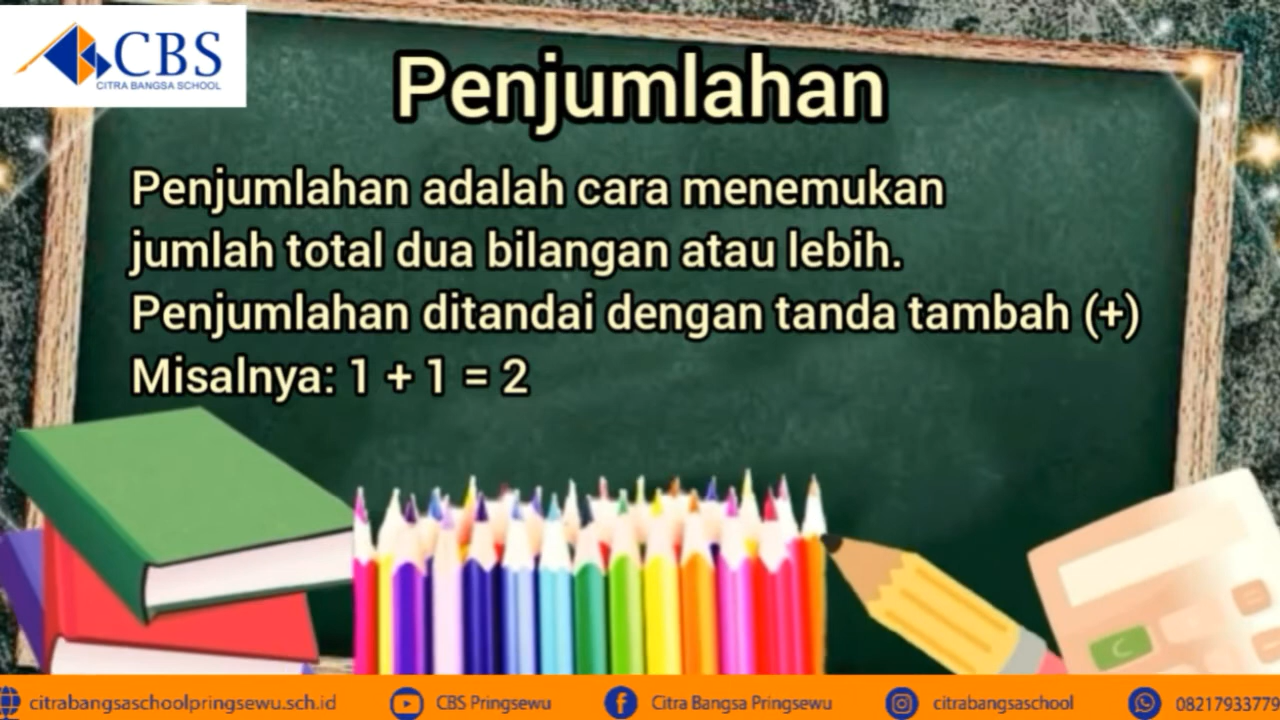 CBS
CITRA BANGSA SCHOOL
Penjumlahan
Penjumlahan adalah cara menemukan
jumlah total dua bilangan atau lebih.
Penjumlahan ditandai dengan tanda tambah (+)
Misalnya: 1 + 1 = 2
C
citrabangsaschoolpringsewu.sch.id CBS Pringsewu Citra Bangsa Pringsewu citrabangsaschool 08217933779